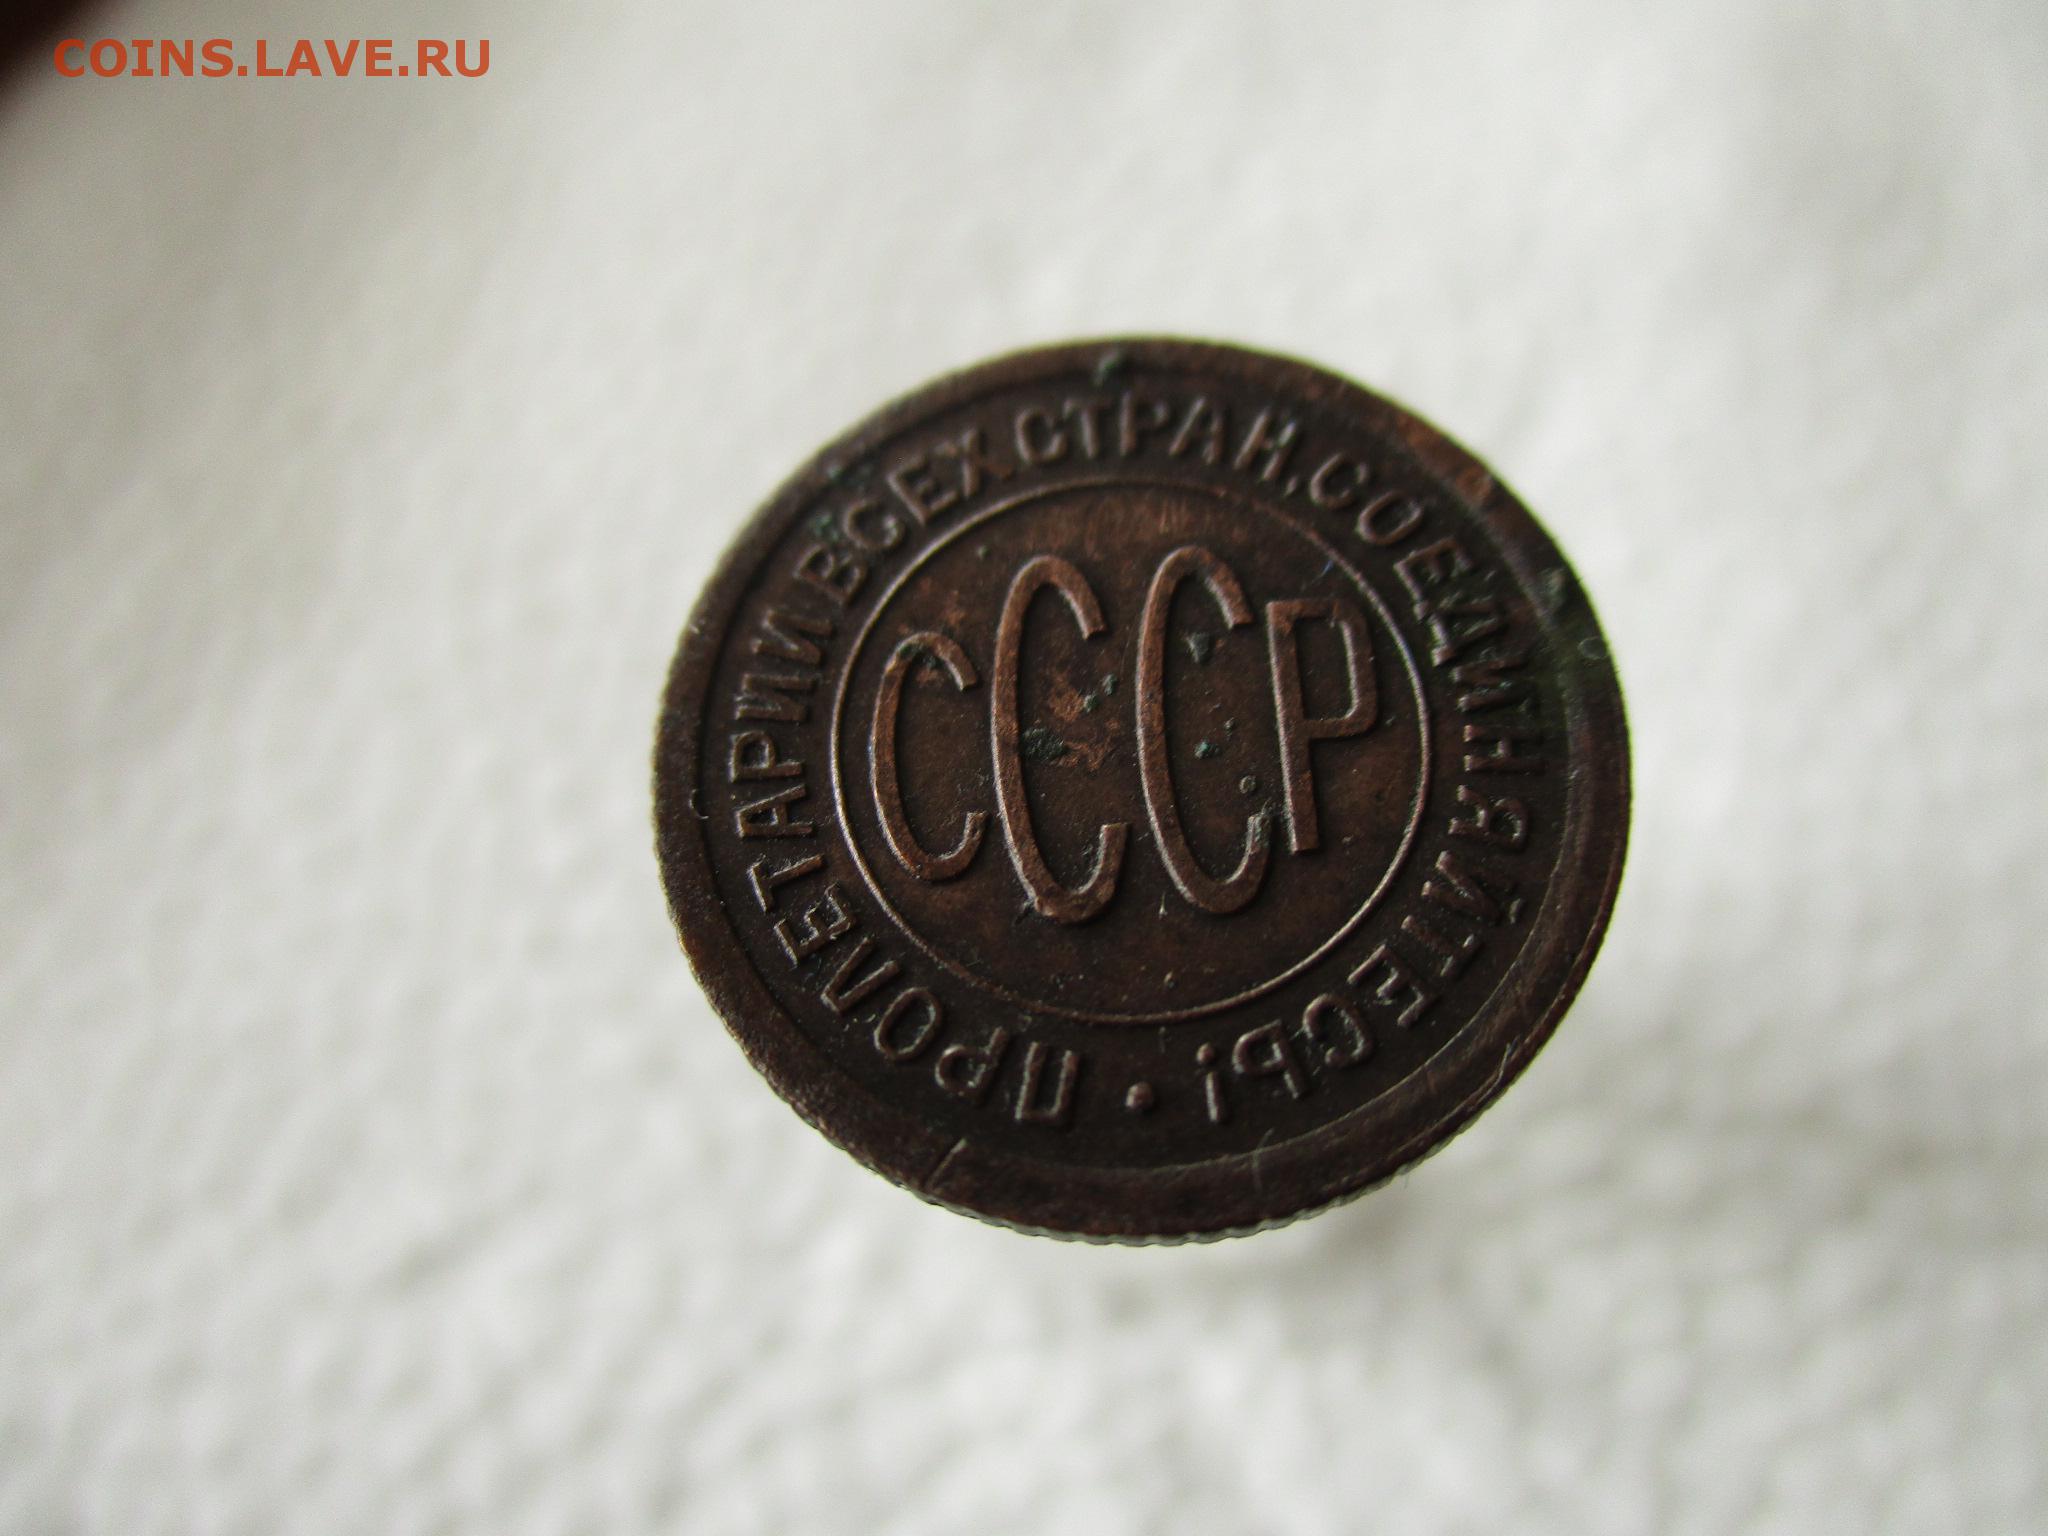 COINS.LAVE.RU
ПРОЛЕТАРИИ ВСЕХ СТРАН, СОЕДИНЯЙТЕСЬ! •
СССР